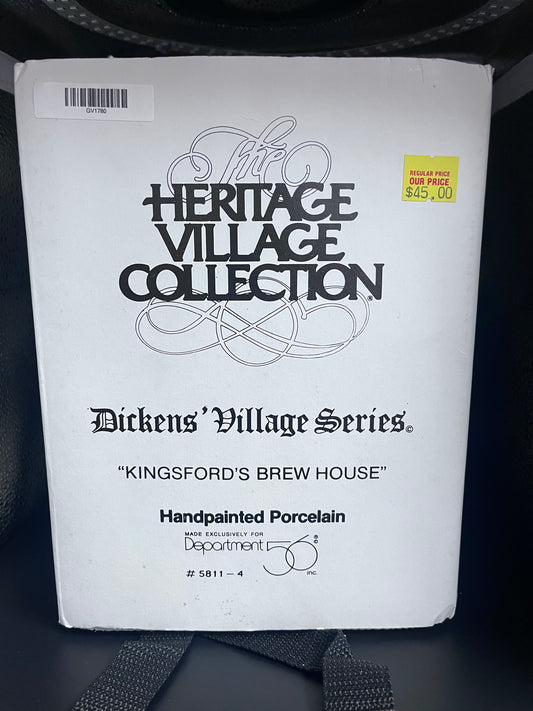 GV1780
REGULAR PRICE
OUR PRICE
$45.00
The
HERITAGE
VILLAGE
COLLECTION®
Dickens' Village Series©
"KINGSFORD'S BREW HOUSE"
Handpainted Porcelain
MADE EXCLUSIVELY FOR
Department 56®
inc.
# 5811-4